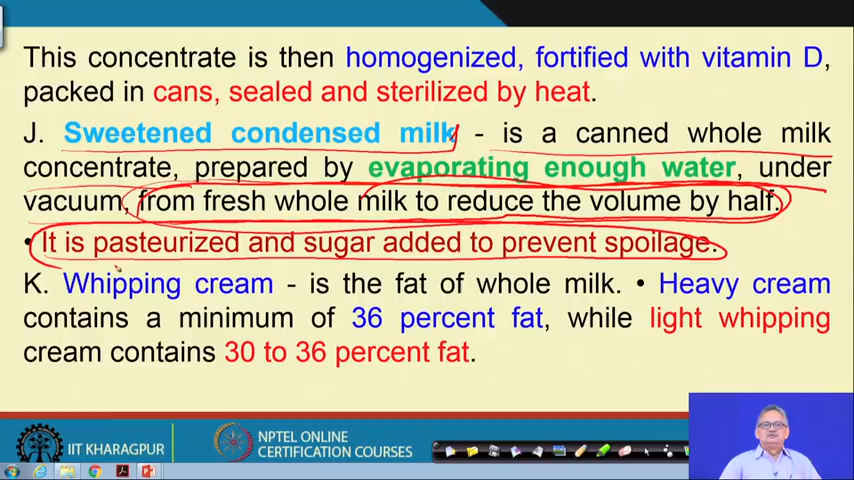 This concentrate is then homogenized, fortified with vitamin D,
packed in cans, sealed and sterilized by heat.
J. Sweetened condensed milk - is a canned whole milk
concentrate, prepared by evaporating enough water, under
vacuum, from fresh whole milk to reduce the volume by half.
• It is pasteurized and sugar added to prevent spoilage.
K. Whipping cream - is the fat of whole milk. • Heavy cream
contains a minimum of 36 percent fat, while light whipping
cream contains 30 to 36 percent fat.
IIT KHARAGPUR
NPTEL ONLINE
CERTIFICATION COURSES